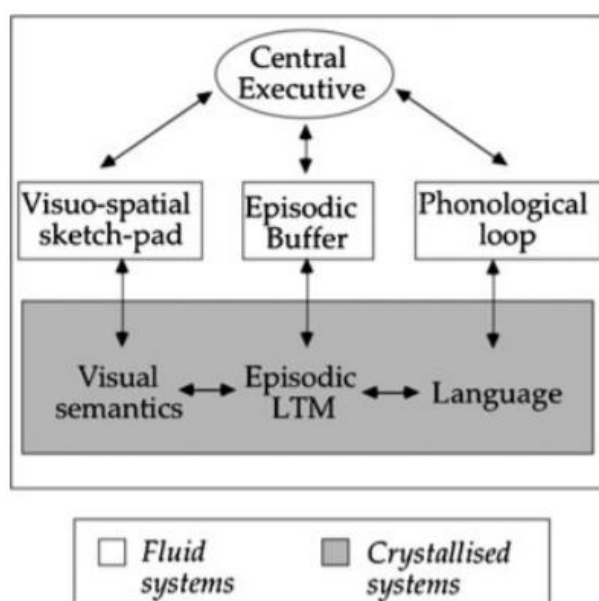 Central
Executive
Visuo-spatial
sketch-pad
Episodic
Buffer
Phonological
loop
Visual
semantics
Episodic
LTM
Language
Fluid
systems
Crystallised
systems